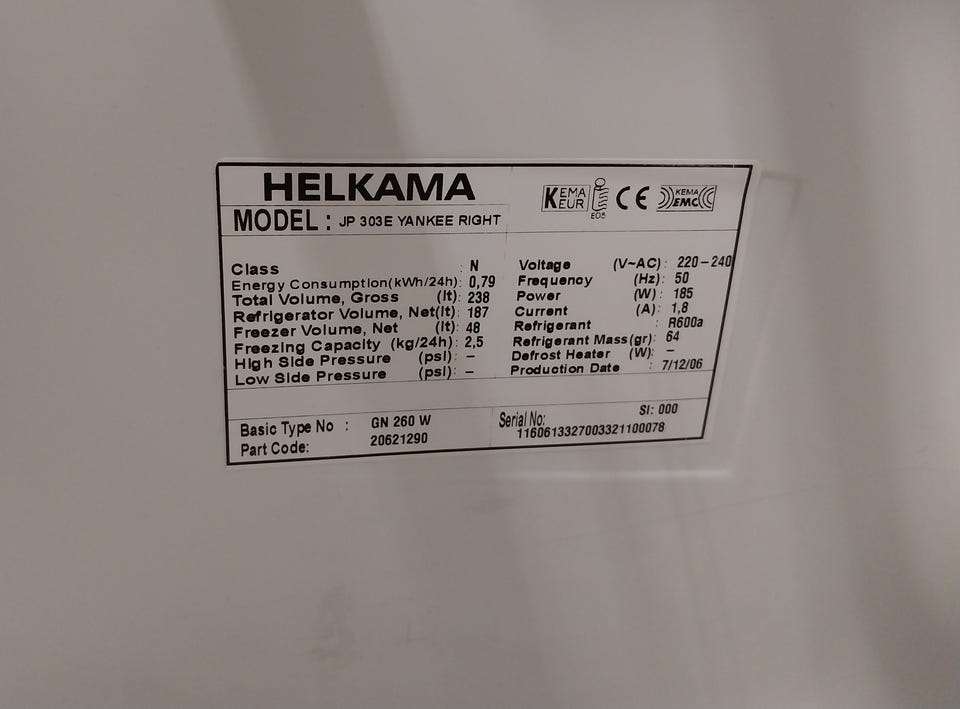 HELKAMA
KEMA EUR
E05
CE
KEMA EMC
MODEL : JP 303E YANKEE RIGHT
Class : N
Energy Consumption(kWh/24h): 0,79
Total Volume, Gross (lt): 238
Refrigerator Volume, Net(lt): 187
Freezer Volume, Net (lt): 48
Freezing Capacity (kg/24h): 2,5
High Side Pressure (psi): –
Low Side Pressure (psi): –
Voltage (V~AC): 220–240
Frequency (Hz): 50
Power (W): 185
Current (A): 1,8
Refrigerant : R600a
Refrigerant Mass(gr): 64
Defrost Heater (W): –
Production Date : 7/12/06
Basic Type No : GN 260 W
Part Code: 20621290
SI: 000
Serial No:
1160613327003321100078